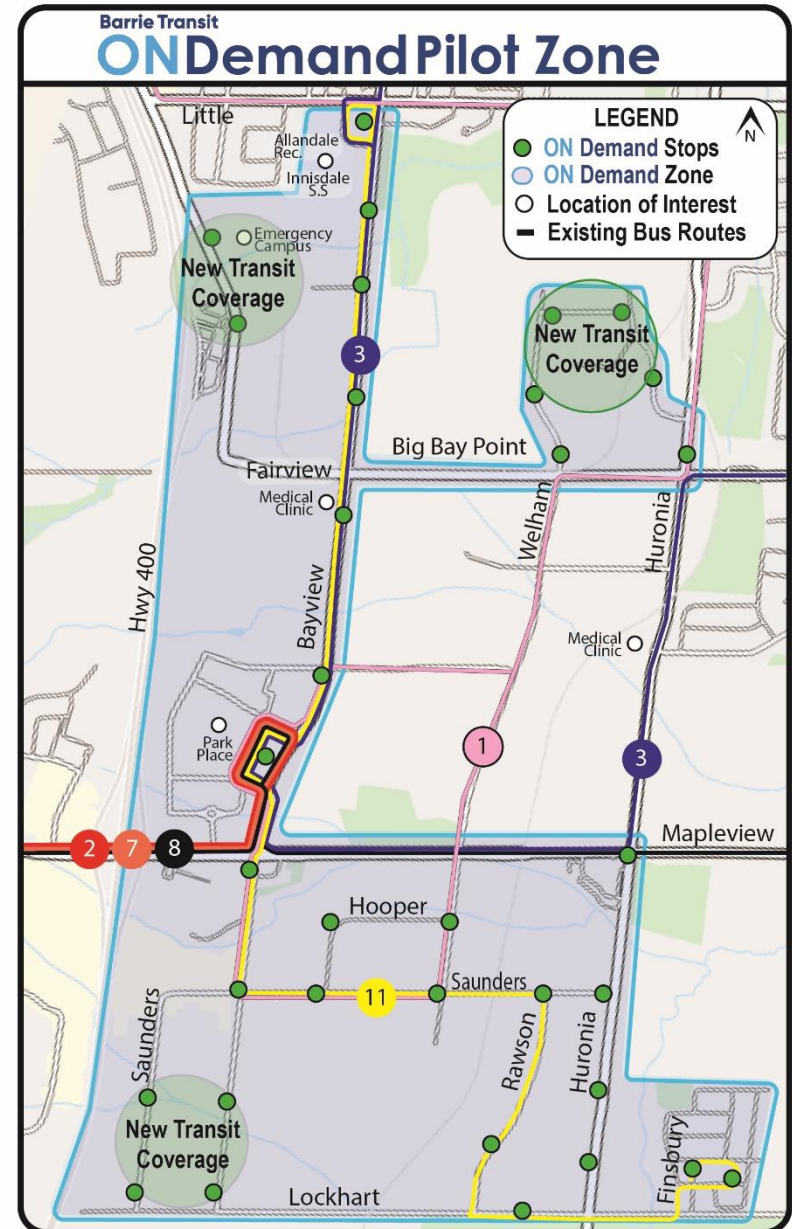 Barrie Transit
ONDemand Pilot Zone
LEGEND
ON Demand Stops
ON Demand Zone
Location of Interest
Existing Bus Routes
N
Little
Allandale
Rec.
Innisdale
S.S
Emergency
Campus
New Transit
Coverage
New Transit
Coverage
3
Big Bay Point
Fairview
Medical
Clinic
Welham
Huronia
Hwy 400
Bayview
Medical
Clinic
Park
Place
1
3
2
7
8
Mapleview
Hooper
Saunders
11
Saunders
Rawson
Huronia
New Transit
Coverage
Finsbury
Lockhart